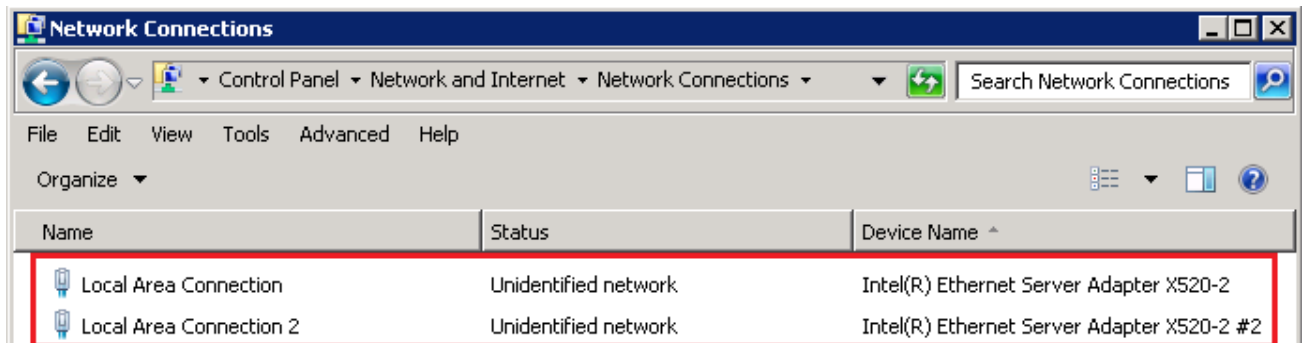 Network Connections
Control Panel Network and Internet Network Connections Search Network Connections
File Edit View Tools Advanced Help
Organize
Name Status Device Name
Local Area Connection Unidentified network Intel(R) Ethernet Server Adapter X520-2
Local Area Connection 2 Unidentified network Intel(R) Ethernet Server Adapter X520-2 #2